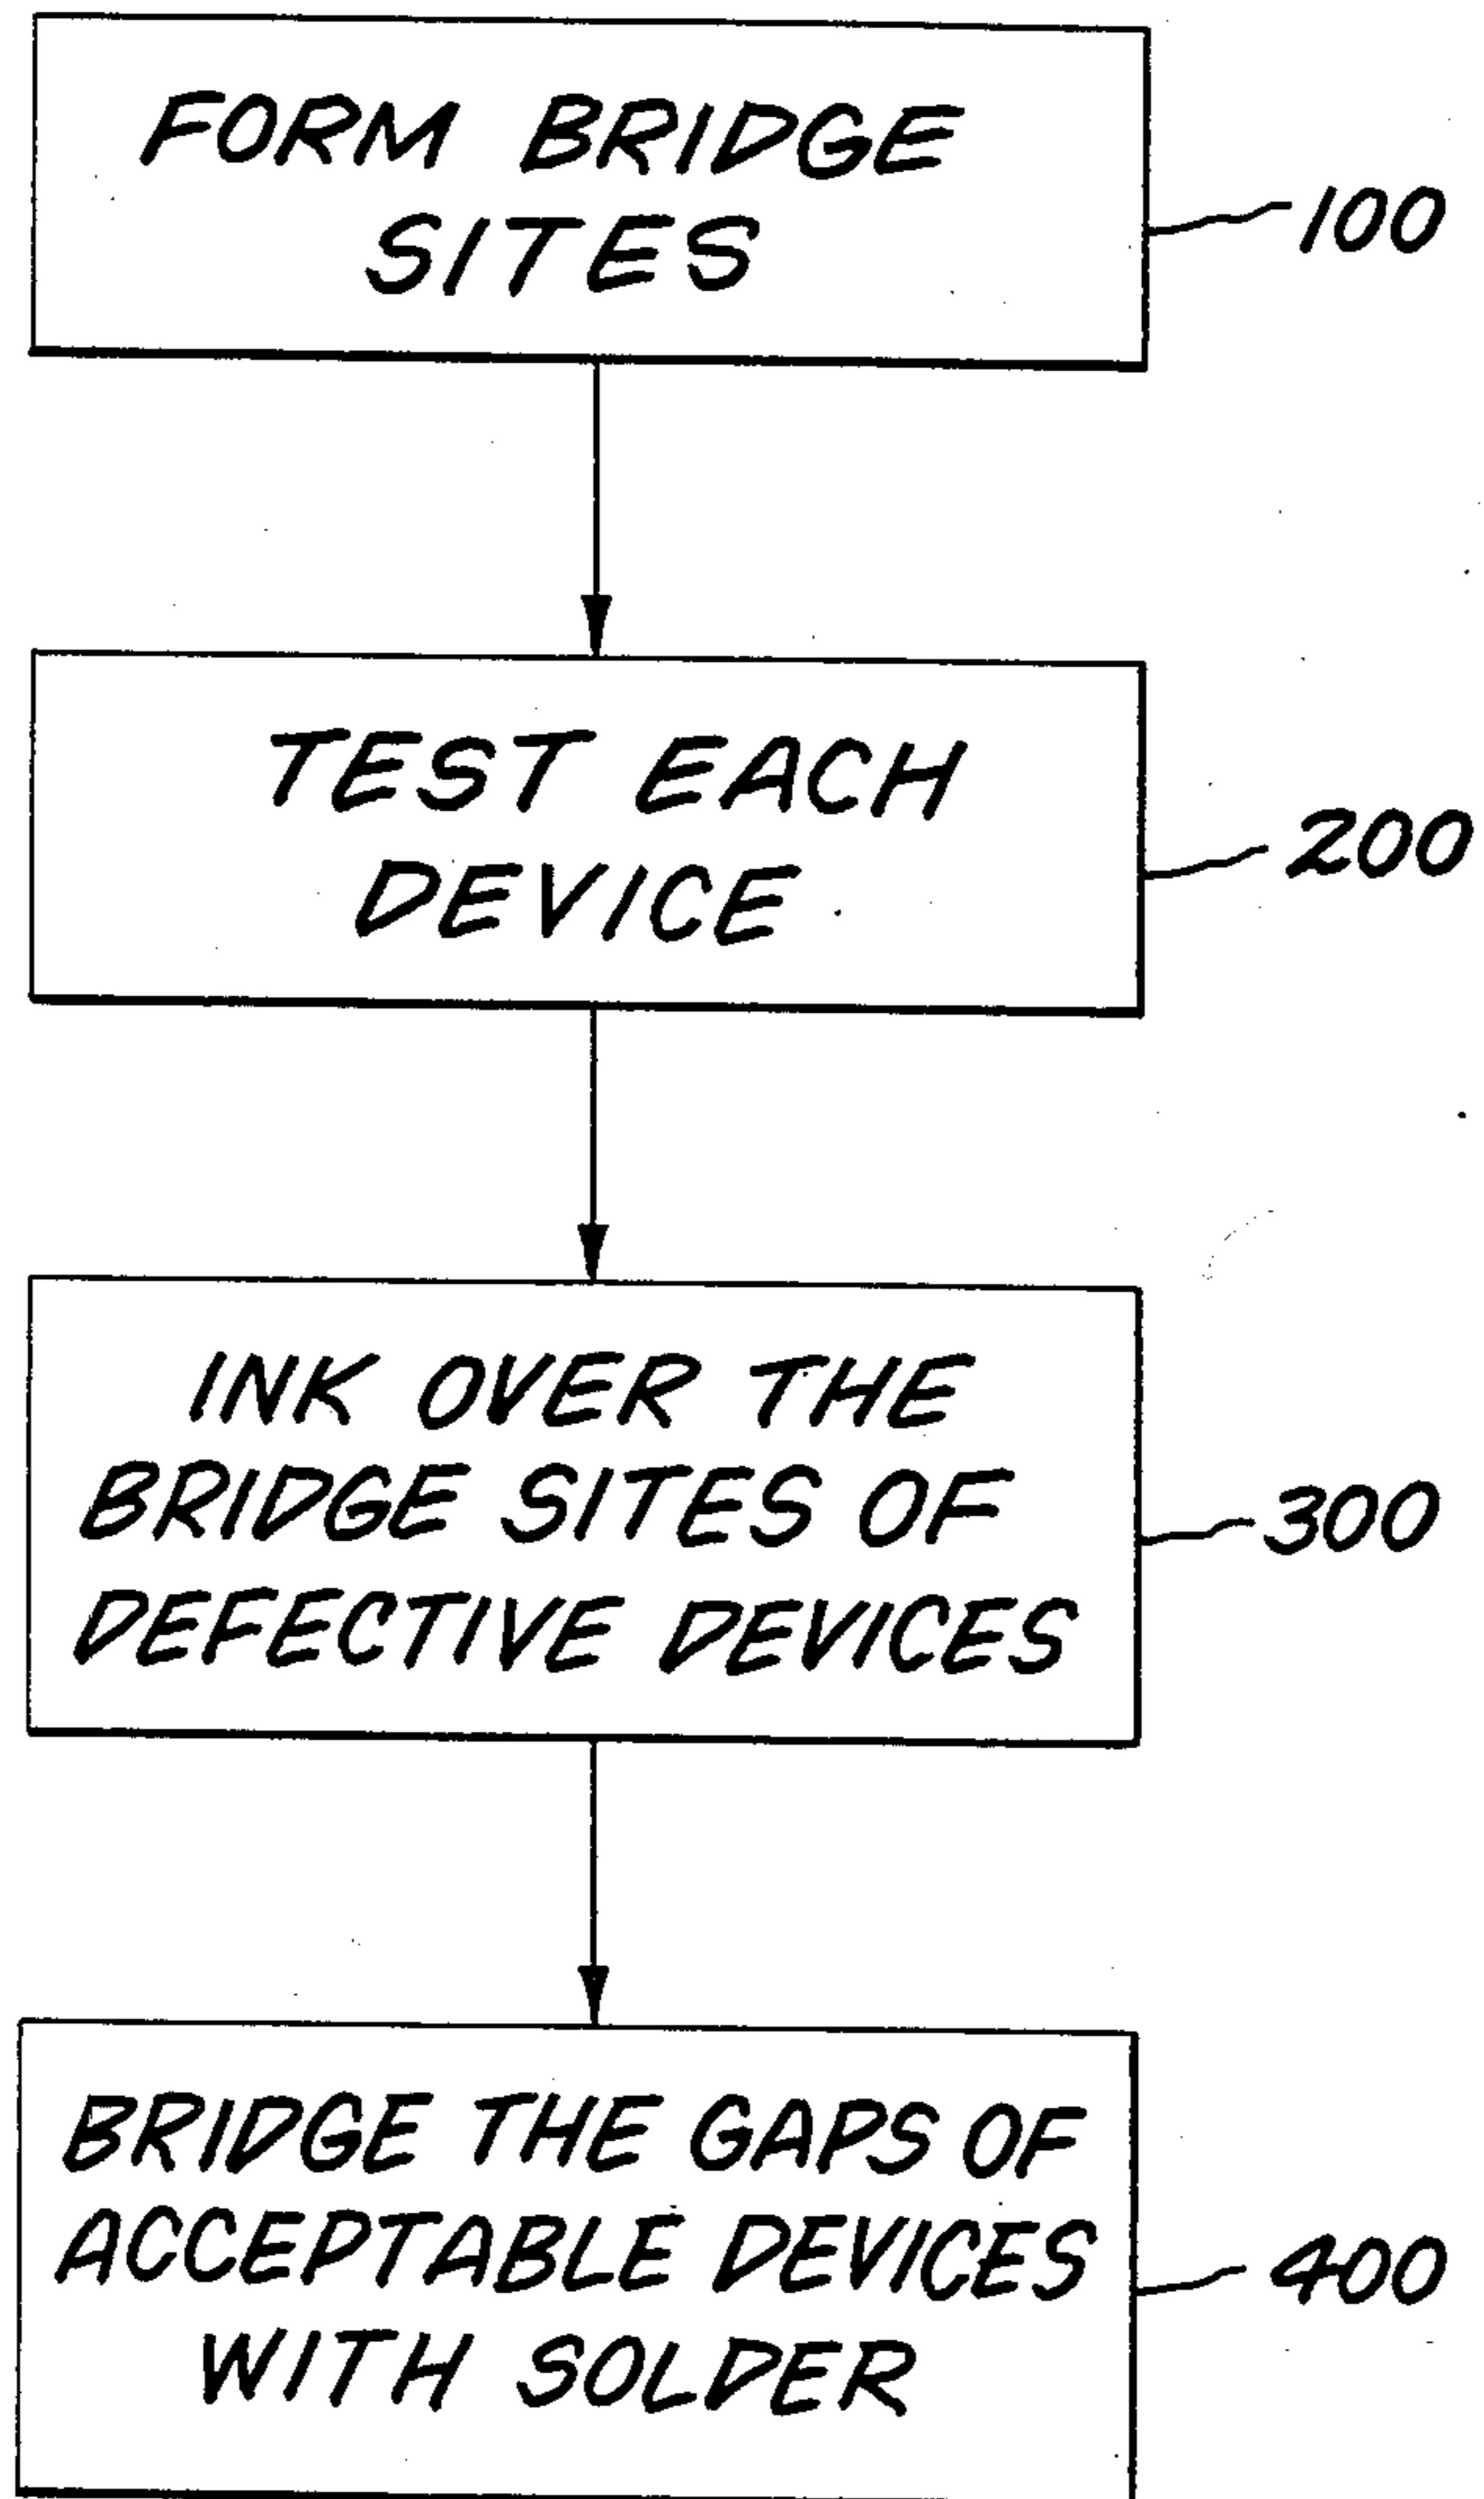 FORM BRIDGE
SITES
100
TEST EACH
DEVICE
200
INK OVER THE
BRIDGE SITES OF
DEFECTIVE DEVICES
300
BRIDGE THE GAPS OF
ACCEPTABLE DEVICES
WITH SOLDER
400